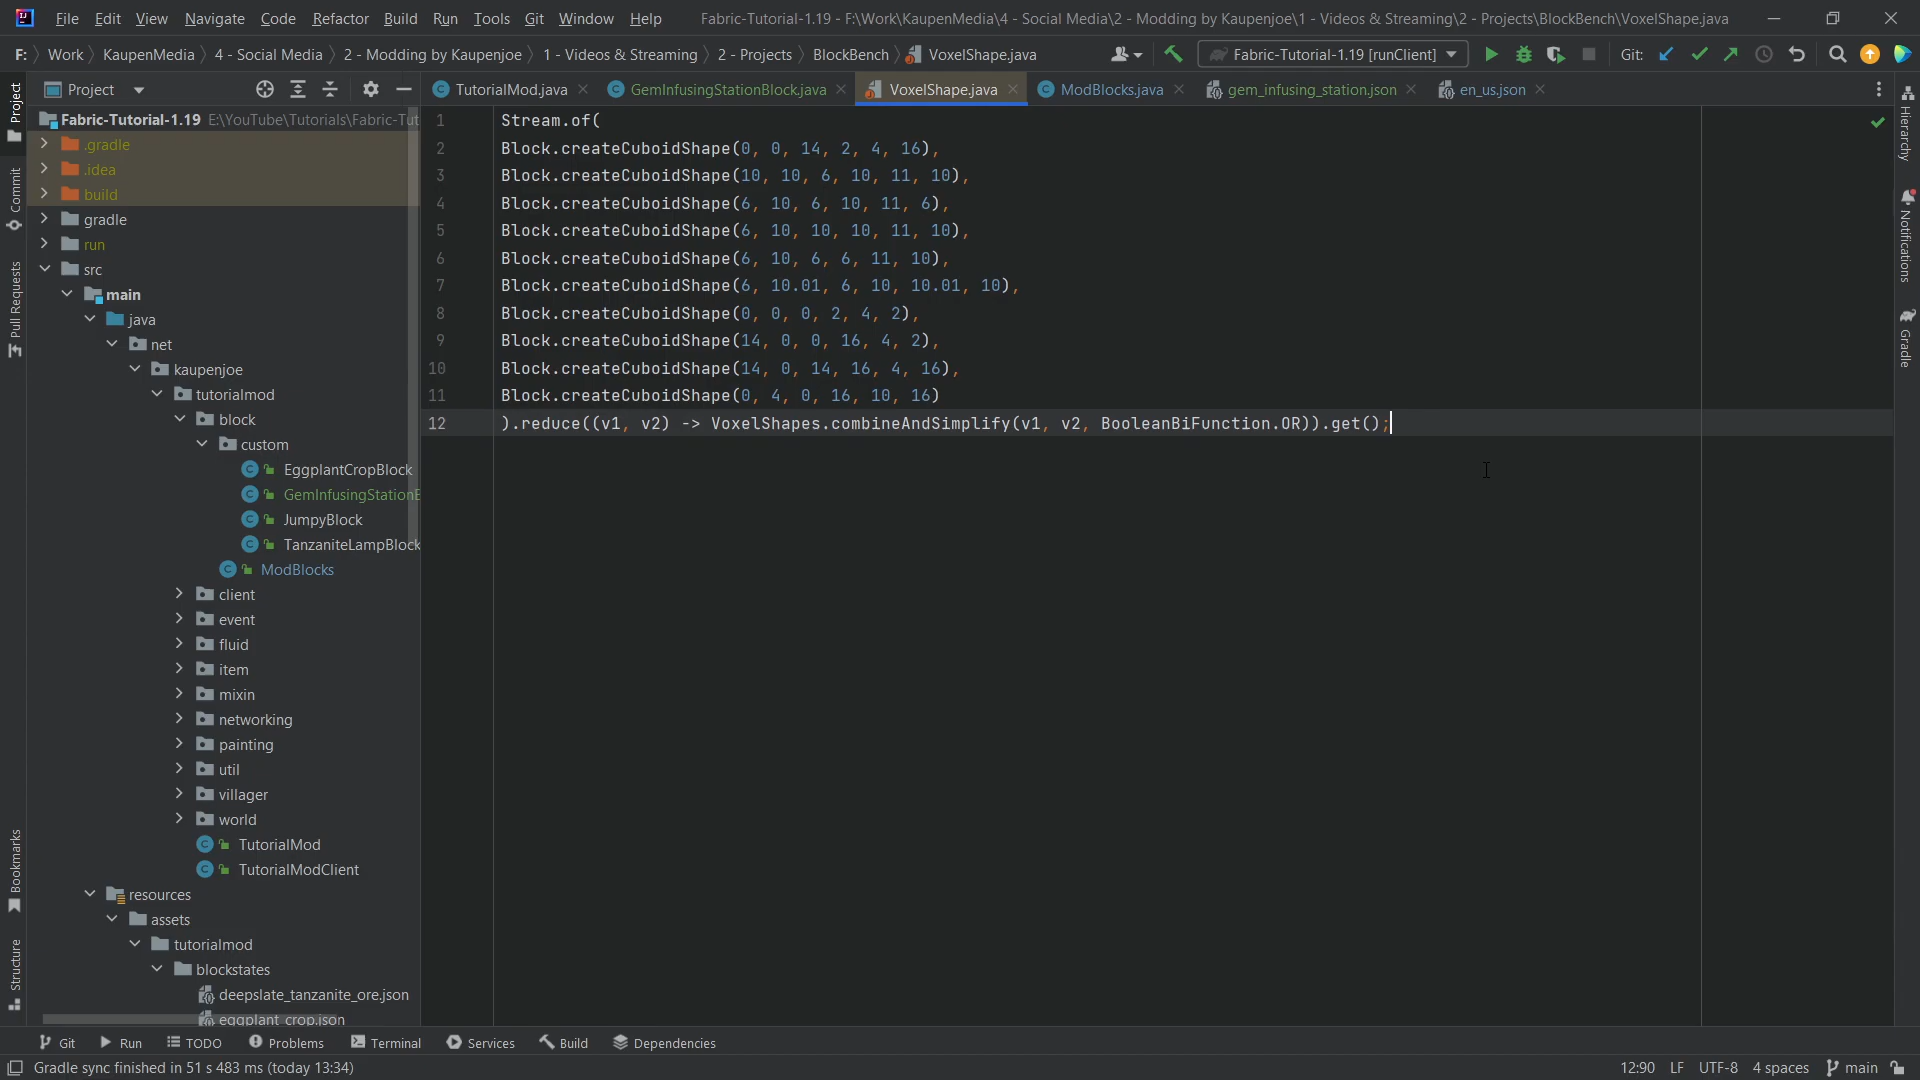 File Edit View Navigate Code Refactor Build Run Tools Git Window Help Fabric-Tutorial-1.19 - F:\Work\KaupenMedia\4 - Social Media\2 - Modding by Kaupenjoe\1 - Videos & Streaming\2 - Projects\BlockBench\VoxelShape.java
F: Work KaupenMedia 4 - Social Media 2 - Modding by Kaupenjoe 1 - Videos & Streaming 2 - Projects BlockBench VoxelShape.java Fabric-Tutorial-1.19 [runClient] Git:
Project TutorialMod.java GemInfusingStationBlock.java VoxelShape.java ModBlocks.java gem_infusing_station.json en_us.json
Project
Commit
Pull Requests
Bookmarks
Structure
Fabric-Tutorial-1.19 E:\YouTube\Tutorials\Fabric-Tut
.gradle
.idea
build
gradle
run
src
main
java
net
kaupenjoe
tutorialmod
block
custom
EggplantCropBlock
GemInfusingStationB
JumpyBlock
TanzaniteLampBlock
ModBlocks
client
event
fluid
item
mixin
networking
painting
util
villager
world
TutorialMod
TutorialModClient
resources
assets
tutorialmod
blockstates
deepslate_tanzanite_ore.json
eggplant_crop.json
1 Stream.of(
2 Block.createCuboidShape(0, 0, 14, 2, 4, 16),
3 Block.createCuboidShape(10, 10, 6, 10, 11, 10),
4 Block.createCuboidShape(6, 10, 6, 10, 11, 6),
5 Block.createCuboidShape(6, 10, 10, 10, 11, 10),
6 Block.createCuboidShape(6, 10, 6, 6, 11, 10),
7 Block.createCuboidShape(6, 10.01, 6, 10, 10.01, 10),
8 Block.createCuboidShape(0, 0, 0, 2, 4, 2),
9 Block.createCuboidShape(14, 0, 0, 16, 4, 2),
10 Block.createCuboidShape(14, 0, 14, 16, 4, 16),
11 Block.createCuboidShape(0, 4, 0, 16, 10, 16)
12 ).reduce((v1, v2) -> VoxelShapes.combineAndSimplify(v1, v2, BooleanBiFunction.OR)).get();
Hierarchy
Notifications
Gradle
Git Run TODO Problems Terminal Services Build Dependencies
Gradle sync finished in 51 s 483 ms (today 13:34) 12:90 LF UTF-8 4 spaces main